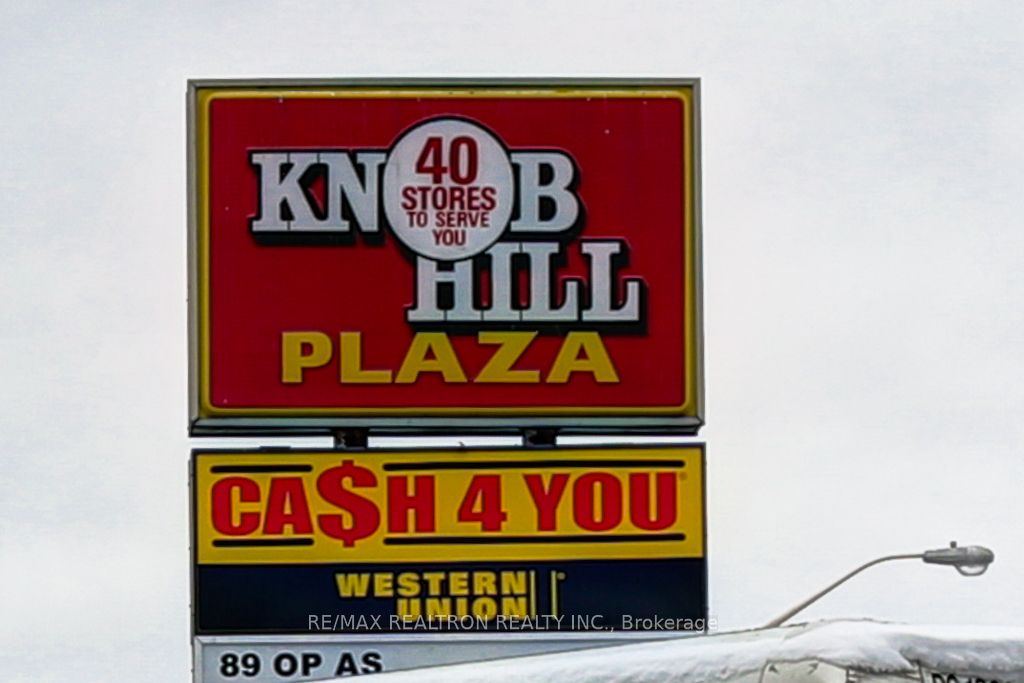 KNOB
40
STORES
TO SERVE
YOU
HILL
PLAZA
CA$H 4 YOU
WESTERN
UNION
RE/MAX REALTRON REALTY INC., Brokerage
89 OP AS